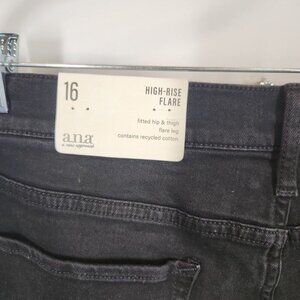 16
HIGH-RISE
FLARE
fitted hip & thigh
flare leg
contains recycled cotton
a.n.a
a new approach